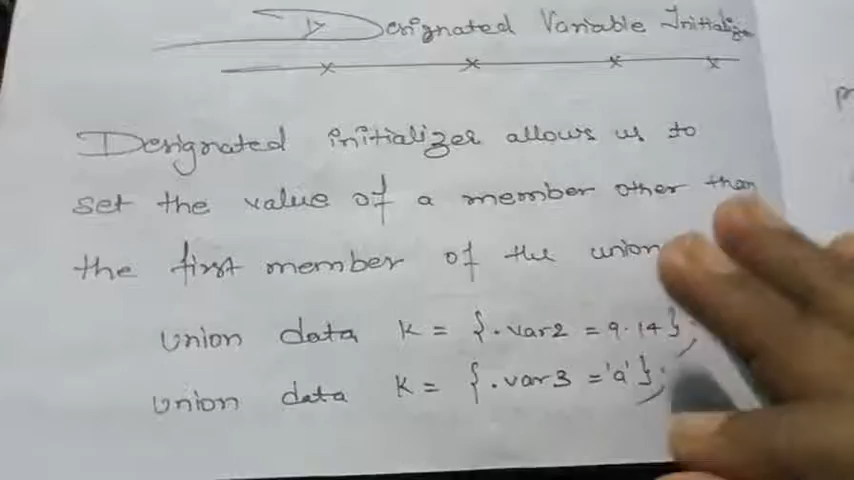 Designated Variable Initialize
Designated initializer allows us to
set the value of a member other than
the first member of the union
union data k = {.var2 = 9.14};
union data k = {.var3 = 'a'};